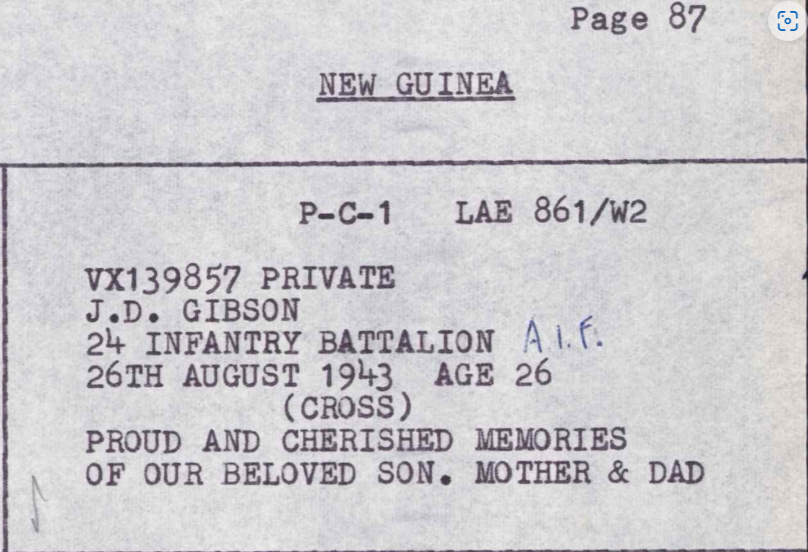 Page 87
NEW GUINEA
P-C-1 LAE 861/W2
VX139857 PRIVATE
J.D. GIBSON
24 INFANTRY BATTALION A.I.F.
26TH AUGUST 1943 AGE 26
(CROSS)
PROUD AND CHERISHED MEMORIES
OF OUR BELOVED SON. MOTHER & DAD